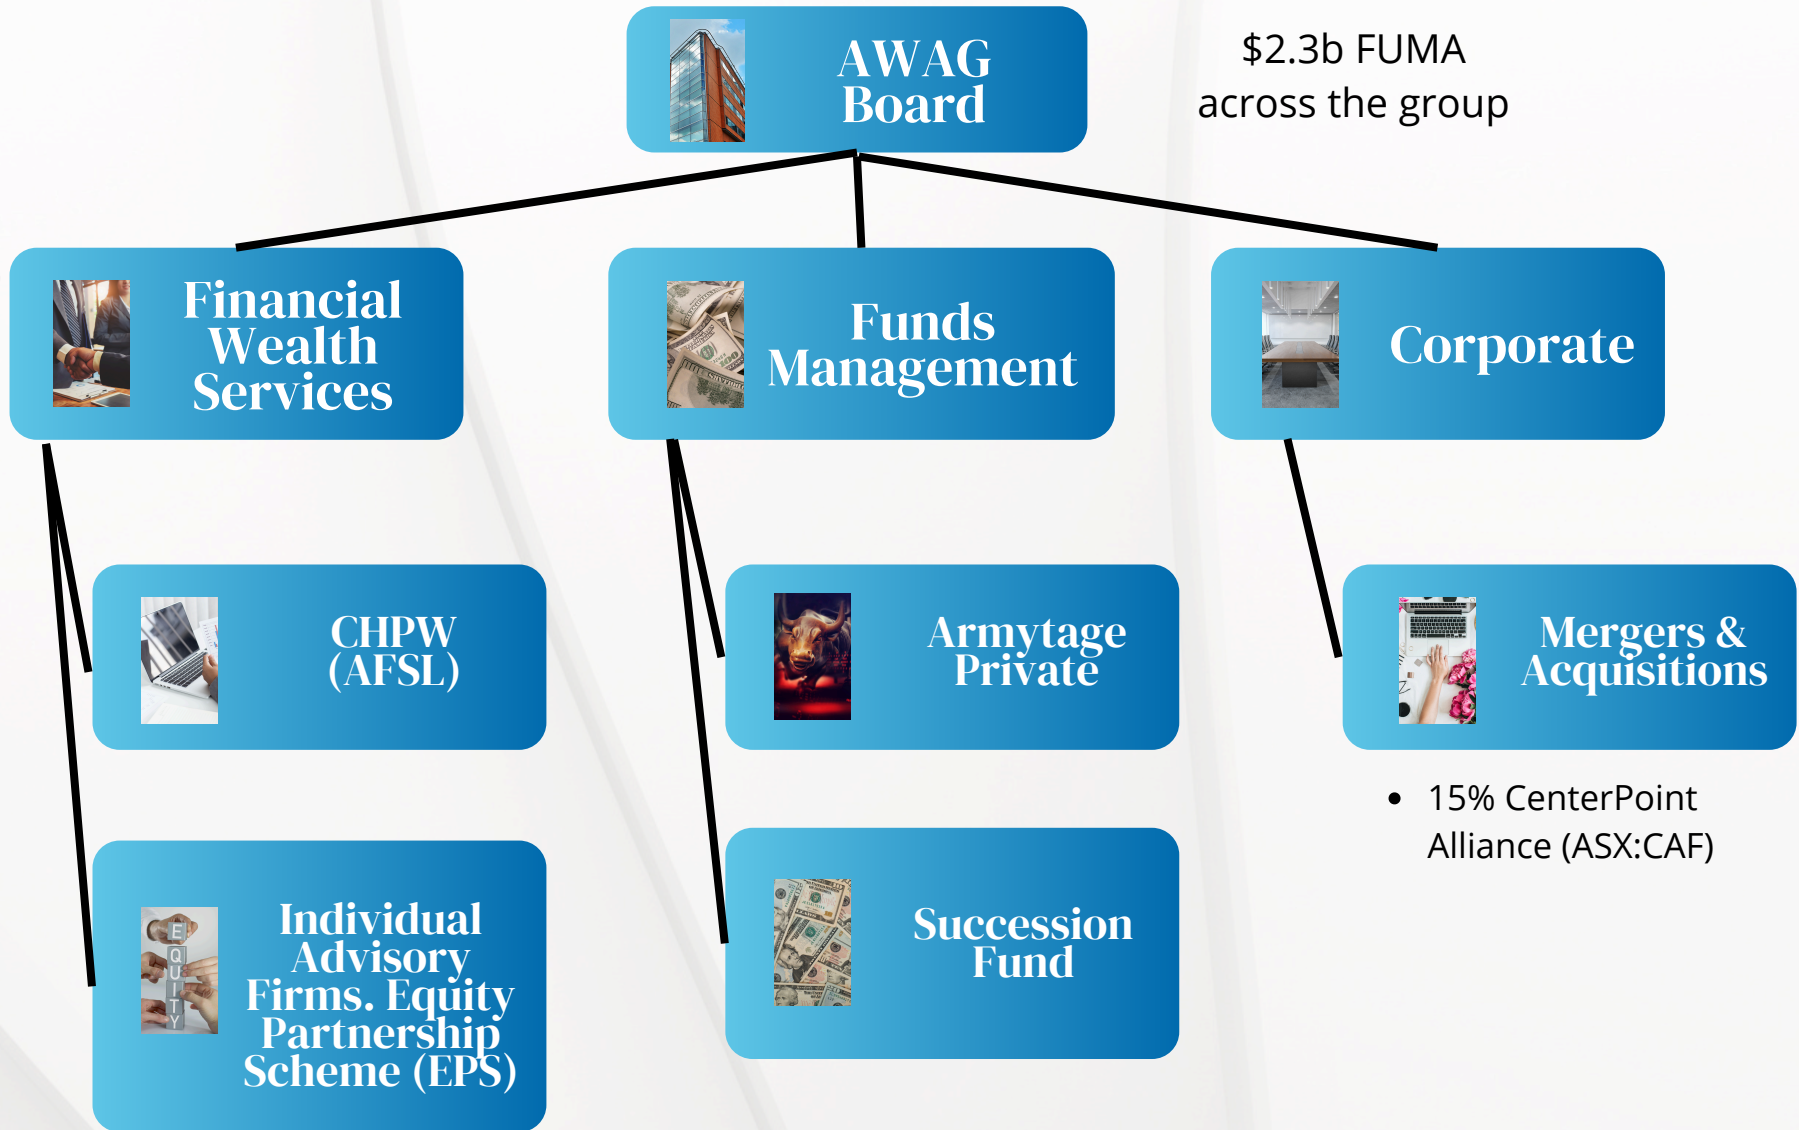 AWAG
Board
$2.3b FUMA
across the group
Financial
Wealth
Services
Funds
Management
Corporate
CHPW
(AFSL)
Armytage
Private
Mergers &
Acquisitions
• 15% CenterPoint
Alliance (ASX:CAF)
E
Q
U
I
T
Y
Individual
Advisory
Firms. Equity
Partnership
Scheme (EPS)
Succession
Fund